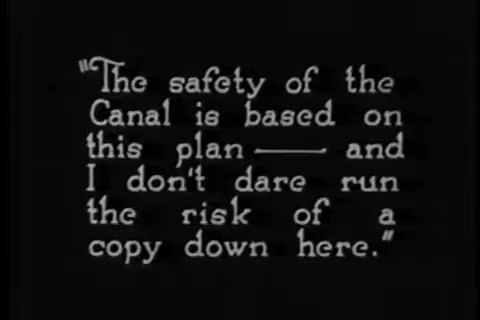 "The safety of the
Canal is based on
this plan — and
I don't dare run
the risk of a
copy down here."